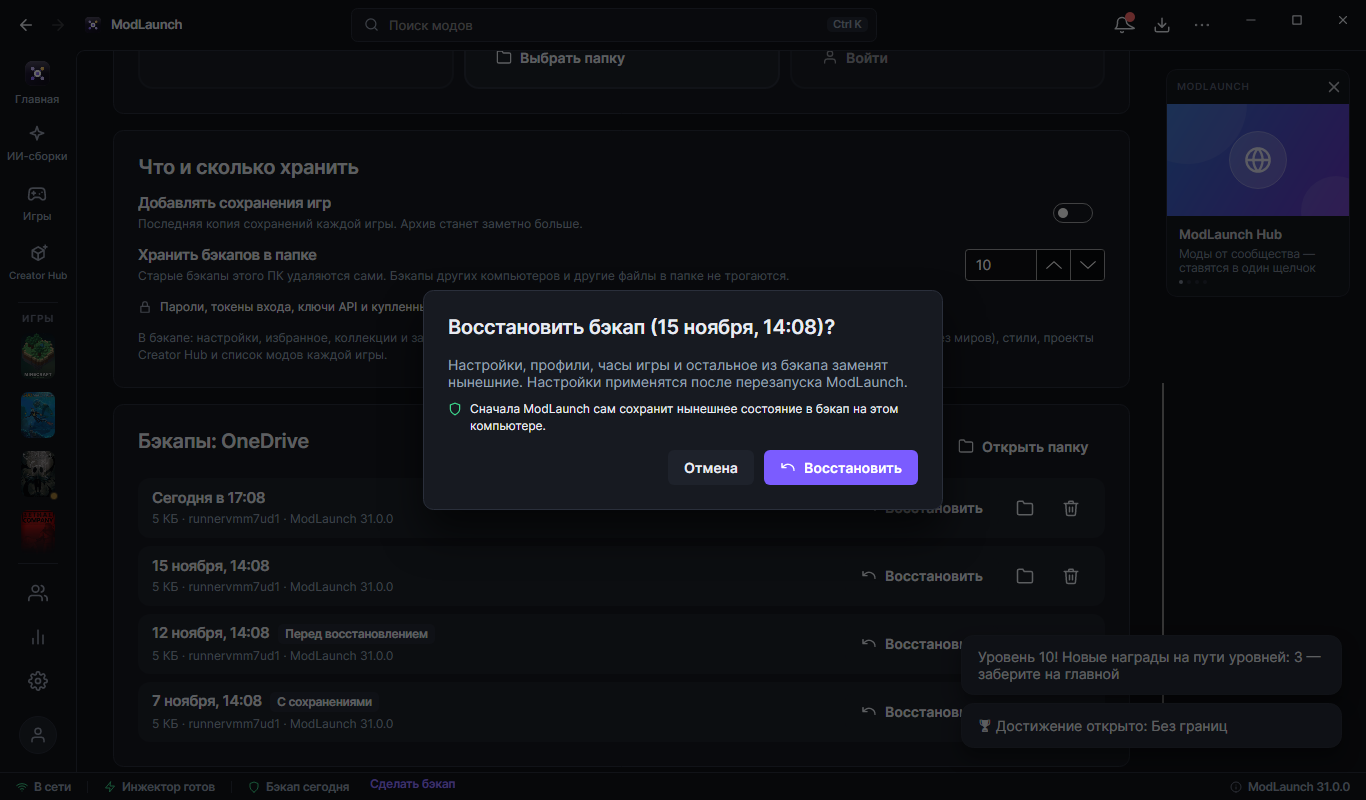 ModLaunch
Поиск модов
Ctrl K
Выбрать папку
Войти
Главная
ИИ-сборки
Игры
Creator Hub
ИГРЫ
MODLAUNCH
ModLaunch Hub
Моды от сообщества —
ставятся в один щелчок
Что и сколько хранить
Добавлять сохранения игр
Последняя копия сохранений каждой игры. Архив станет заметно больше.
Хранить бэкапов в папке
Старые бэкапы этого ПК удаляются сами. Бэкапы других компьютеров и другие файлы в папке не трогаются.
10
Пароли, токены входа, ключи API и купленн
В бэкапе: настройки, избранное, коллекции и за
з миров), стили, проекты
Creator Hub и список модов каждой игры.
Восстановить бэкап (15 ноября, 14:08)?
Настройки, профили, часы игры и остальное из бэкапа заменят
нынешние. Настройки применятся после перезапуска ModLaunch.
Сначала ModLaunch сам сохранит нынешнее состояние в бэкап на этом
компьютере.
Отмена
Восстановить
Бэкапы: OneDrive
Открыть папку
Сегодня в 17:08
5 КБ · runnervmm7ud1 · ModLaunch 31.0.0
Восстановить
15 ноября, 14:08
5 КБ · runnervmm7ud1 · ModLaunch 31.0.0
Восстановить
12 ноября, 14:08 Перед восстановлением
5 КБ · runnervmm7ud1 · ModLaunch 31.0.0
Восстанов
7 ноября, 14:08 С сохранениями
5 КБ · runnervmm7ud1 · ModLaunch 31.0.0
Восстанов
Уровень 10! Новые награды на пути уровней: 3 —
заберите на главной
Достижение открыто: Без границ
В сети
Инжектор готов
Бэкап сегодня
Сделать бэкап
ModLaunch 31.0.0